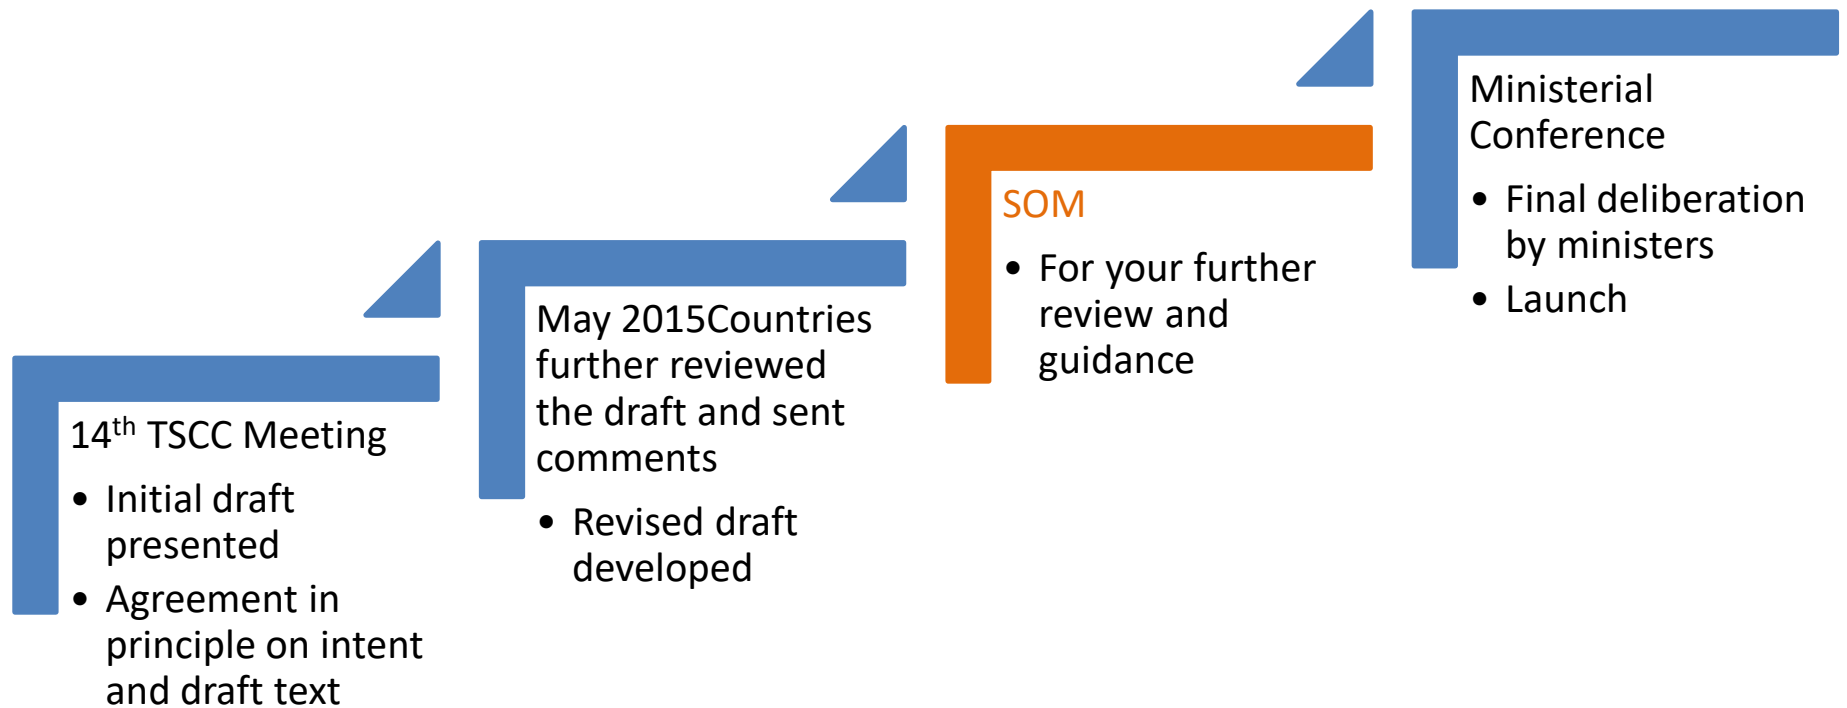 14th TSCC Meeting
• Initial draft
presented
• Agreement in
principle on intent
and draft text
May 2015Countries
further reviewed
the draft and sent
comments
• Revised draft
developed
SOM
• For your further
review and
guidance
Ministerial
Conference
• Final deliberation
by ministers
• Launch